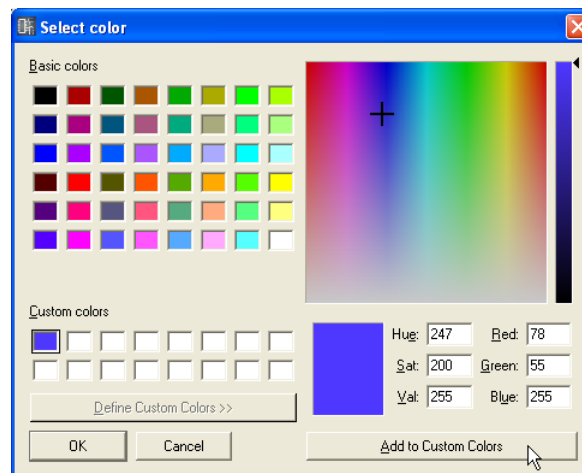 Select color
Basic colors
Custom colors
Define Custom Colors >>
OK
Cancel
Hue: 247
Red: 78
Sat: 200
Green: 55
Val: 255
Blue: 255
Add to Custom Colors